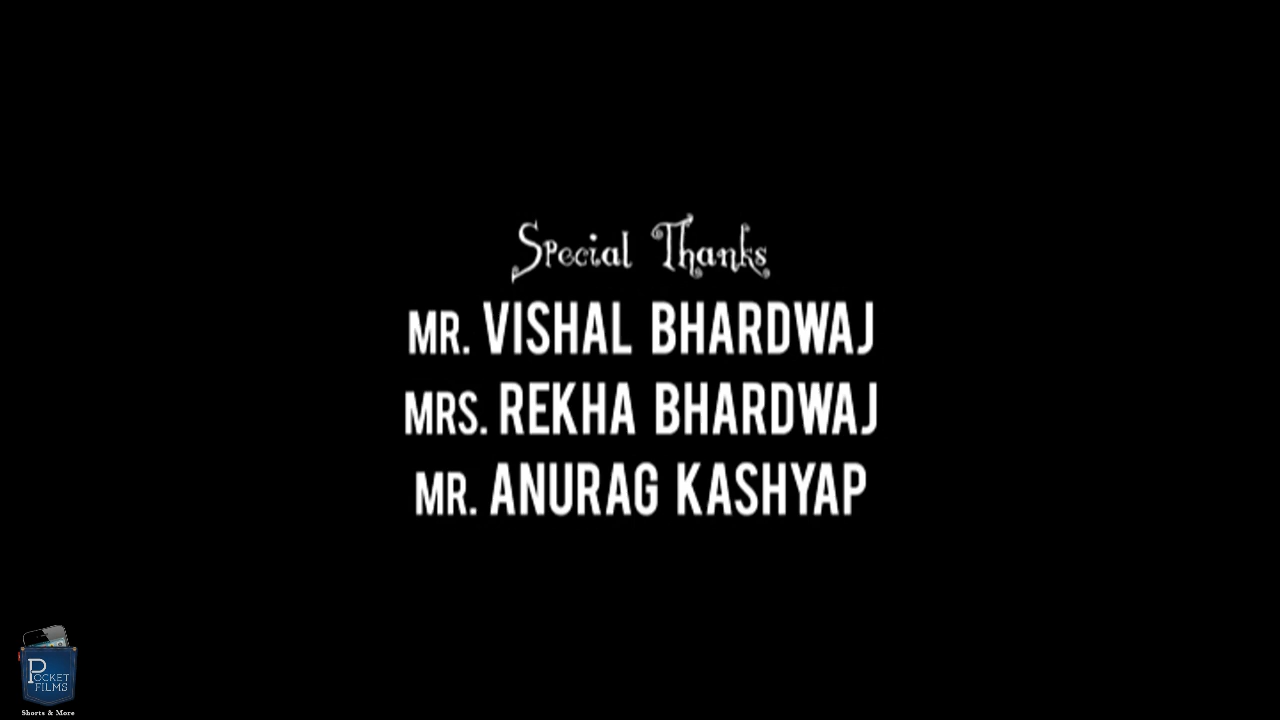 Special Thanks
MR. VISHAL BHARDWAJ
MRS. REKHA BHARDWAJ
MR. ANURAG KASHYAP
POCKET
FILMS
Shorts & More